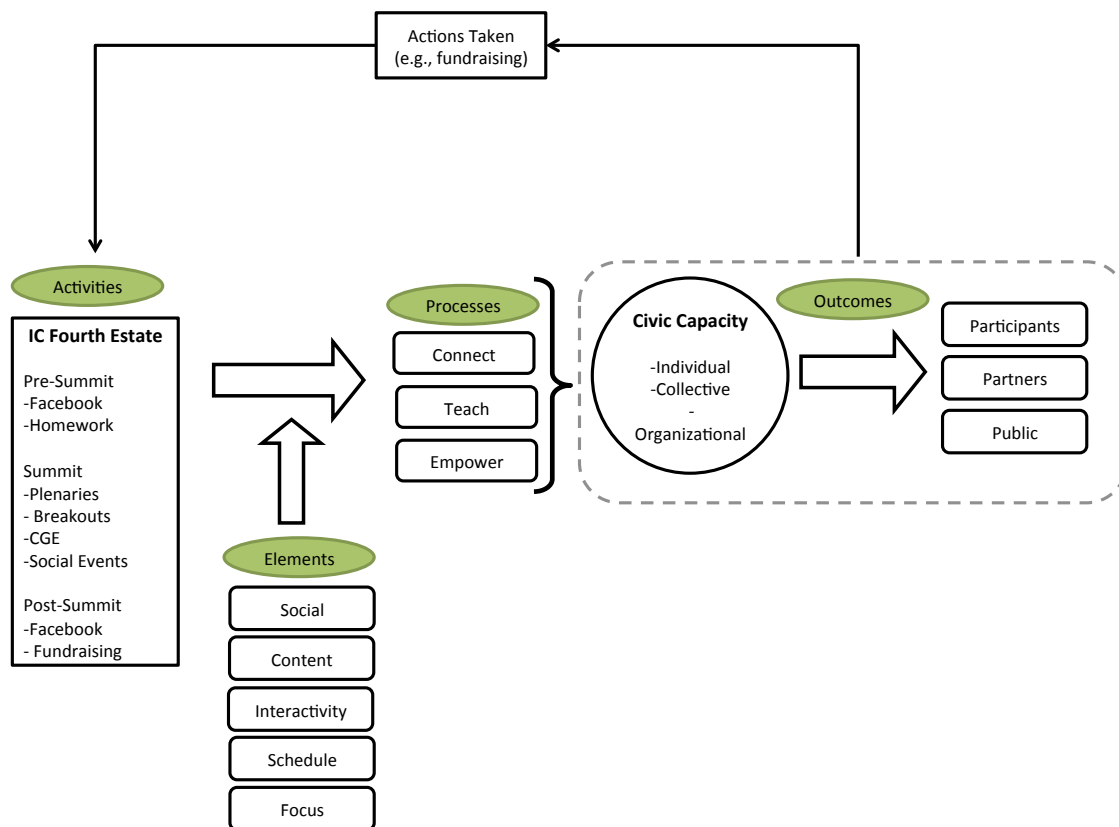 Actions Taken
(e.g., fundraising)
Activities
IC Fourth Estate
Pre-Summit
-Facebook
-Homework
Summit
-Plenaries
- Breakouts
-CGE
-Social Events
Post-Summit
-Facebook
- Fundraising
Elements
Social
Content
Interactivity
Schedule
Focus
Processes
Connect
Teach
Empower
Civic Capacity
-Individual
-Collective
-
Organizational
Outcomes
Participants
Partners
Public